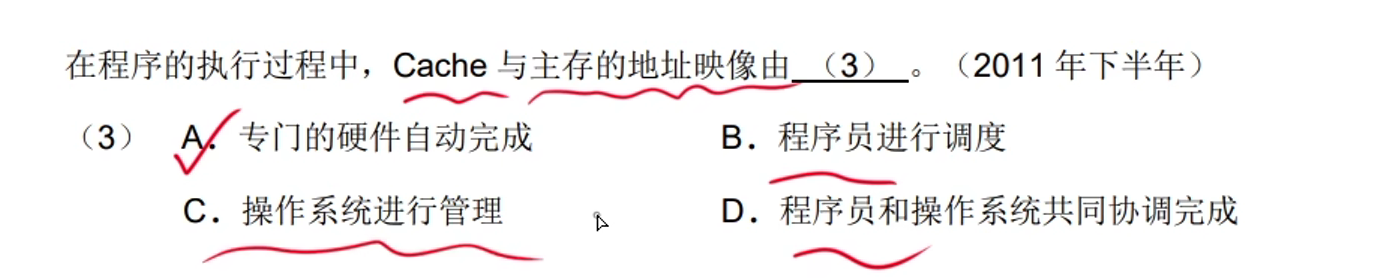 在程序的执行过程中，Cache 与主存的地址映像由 （3） 。（2011 年下半年）
（3） A．专门的硬件自动完成 B．程序员进行调度
C．操作系统进行管理 D．程序员和操作系统共同协调完成